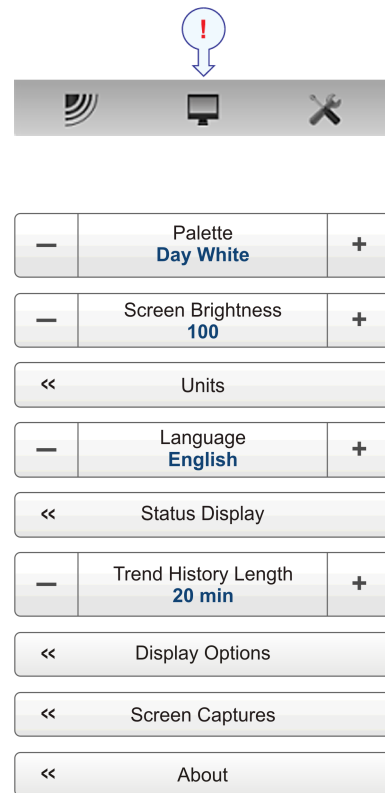 !
— Palette +
Day White
— Screen Brightness +
100
« Units
— Language +
English
« Status Display
— Trend History Length +
20 min
« Display Options
« Screen Captures
« About